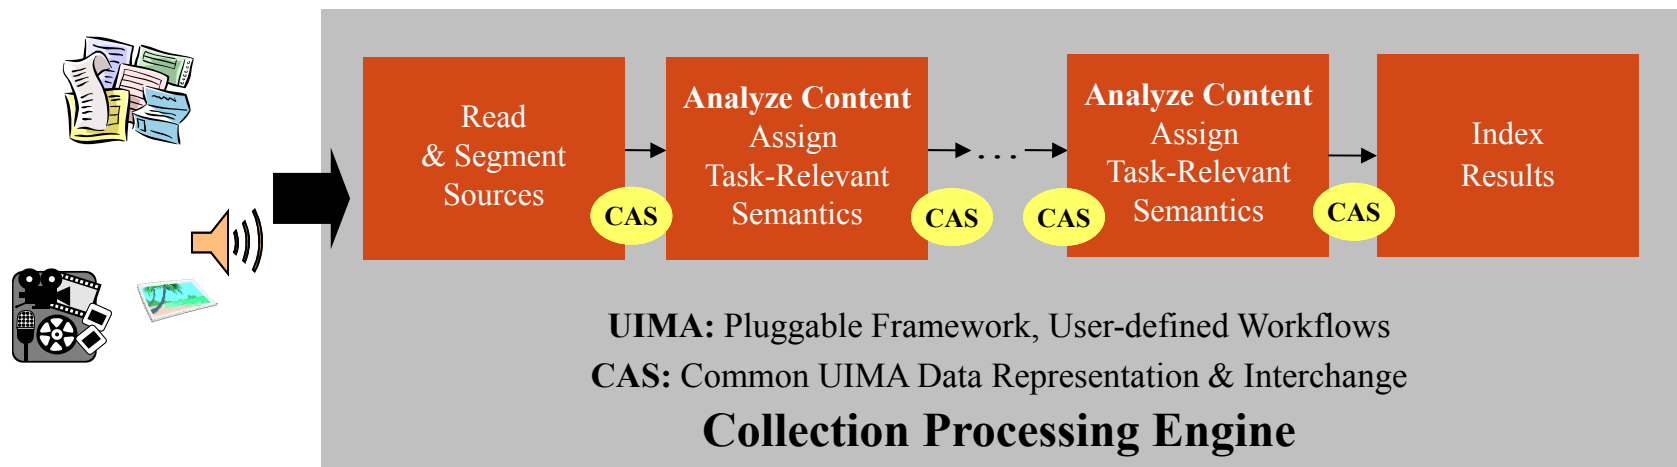 Read
& Segment
Sources
CAS
Analyze Content
Assign
Task-Relevant
Semantics
CAS
. . .
CAS
Analyze Content
Assign
Task-Relevant
Semantics
CAS
Index
Results
UIMA: Pluggable Framework, User-defined Workflows
CAS: Common UIMA Data Representation & Interchange
Collection Processing Engine